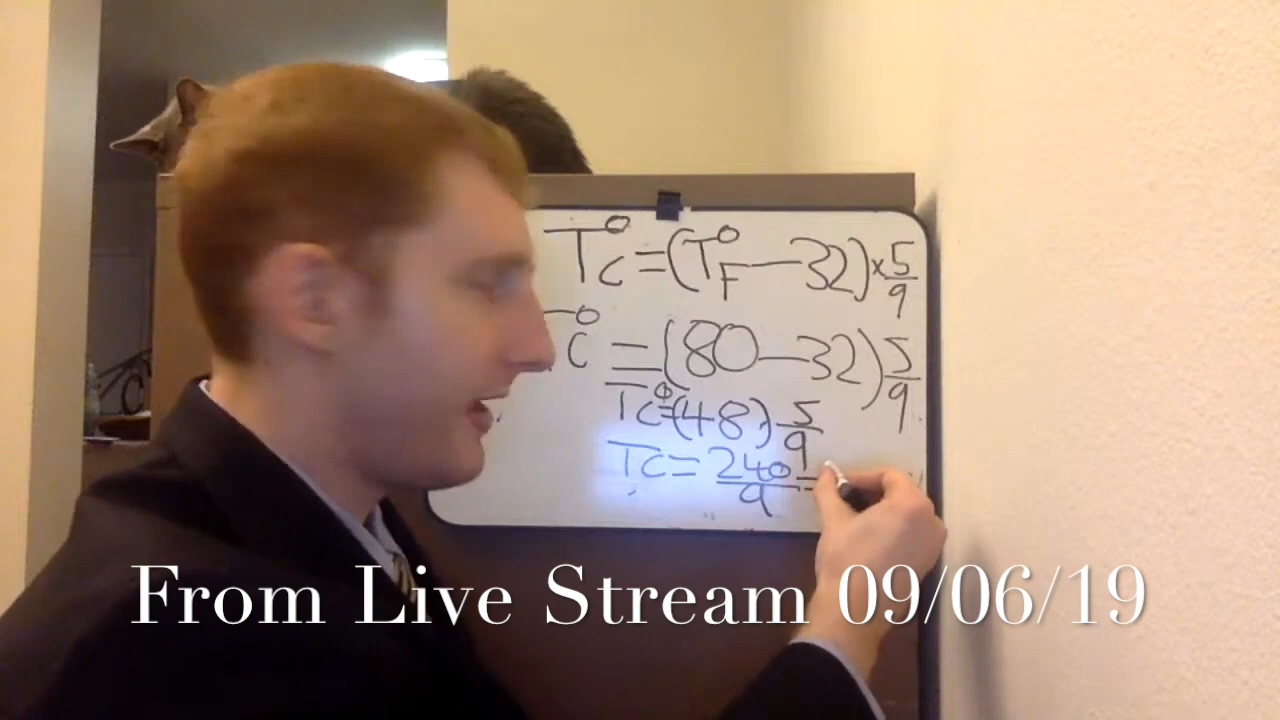 T°C=(T°F-32)×5/9
T°C=(80-32)5/9
T°C=(48)5/9
TC=240/9=
From Live Stream 09/06/19